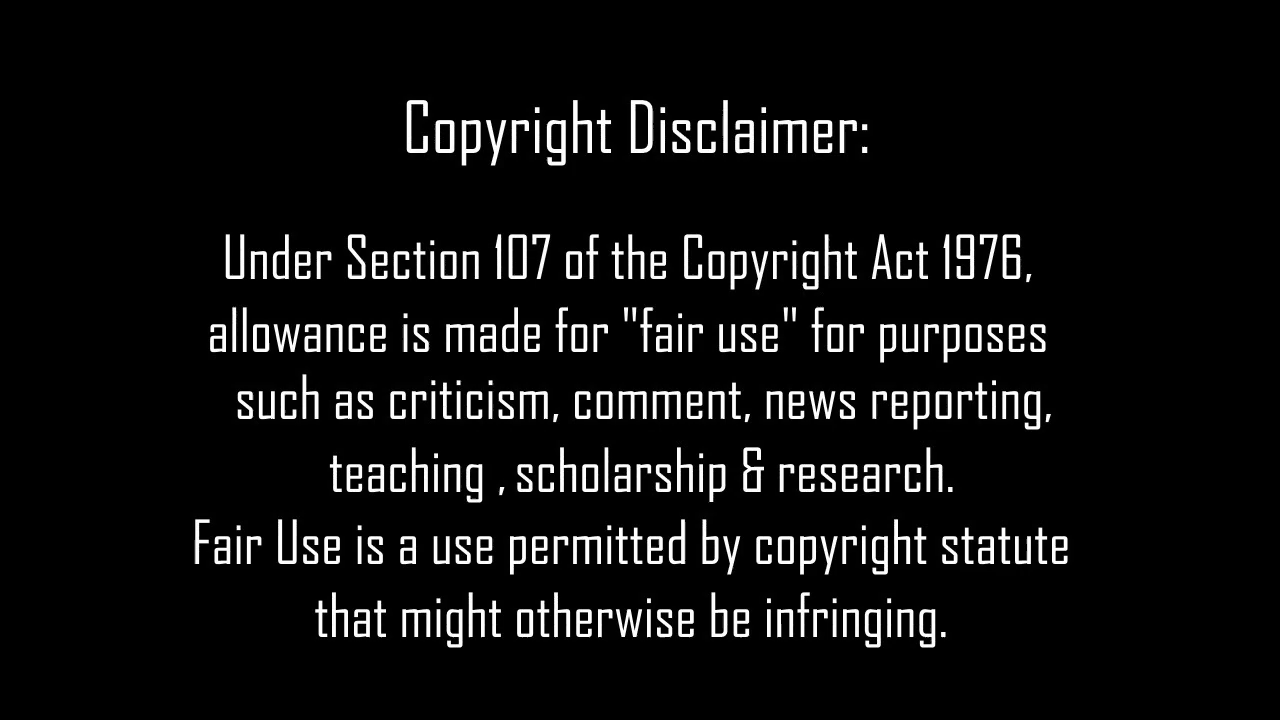 Copyright Disclaimer:
Under Section 107 of the Copyright Act 1976,
allowance is made for "fair use" for purposes
such as criticism, comment, news reporting,
teaching , scholarship & research.
Fair Use is a use permitted by copyright statute
that might otherwise be infringing.